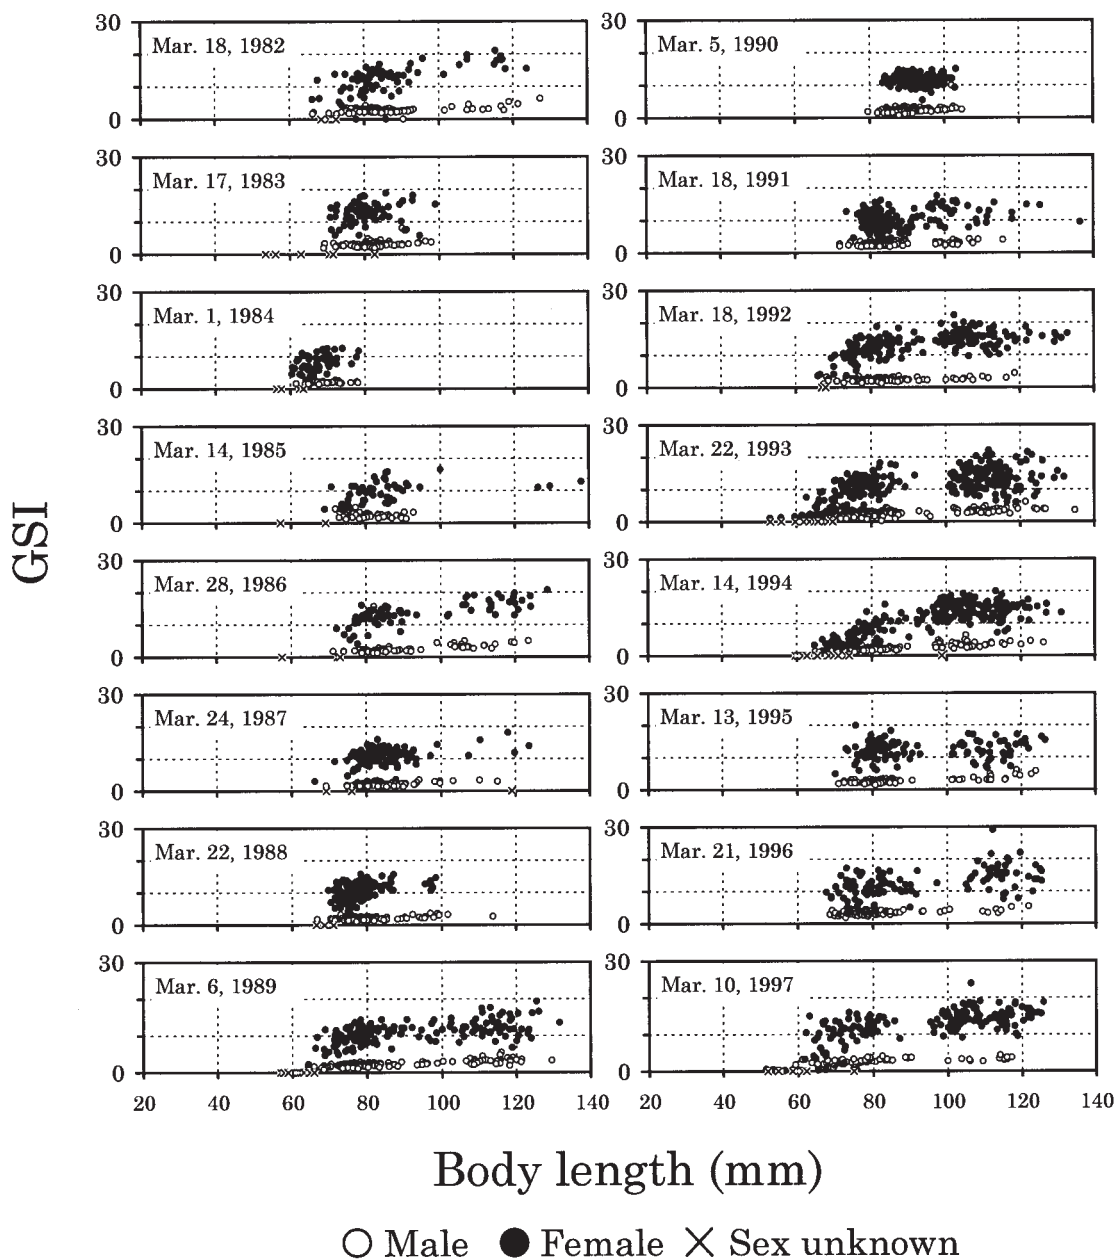 GSI
30
Mar. 18, 1982
0
30
Mar. 17, 1983
0
30
Mar. 1, 1984
0
30
Mar. 14, 1985
0
30
Mar. 28, 1986
0
30
Mar. 24, 1987
0
30
Mar. 22, 1988
0
30
Mar. 6, 1989
0
20 40 60 80 100 120 140
30
Mar. 5, 1990
0
30
Mar. 18, 1991
0
30
Mar. 18, 1992
0
30
Mar. 22, 1993
0
30
Mar. 14, 1994
0
30
Mar. 13, 1995
0
30
Mar. 21, 1996
0
30
Mar. 10, 1997
0
20 40 60 80 100 120 140
Body length (mm)
Male Female Sex unknown